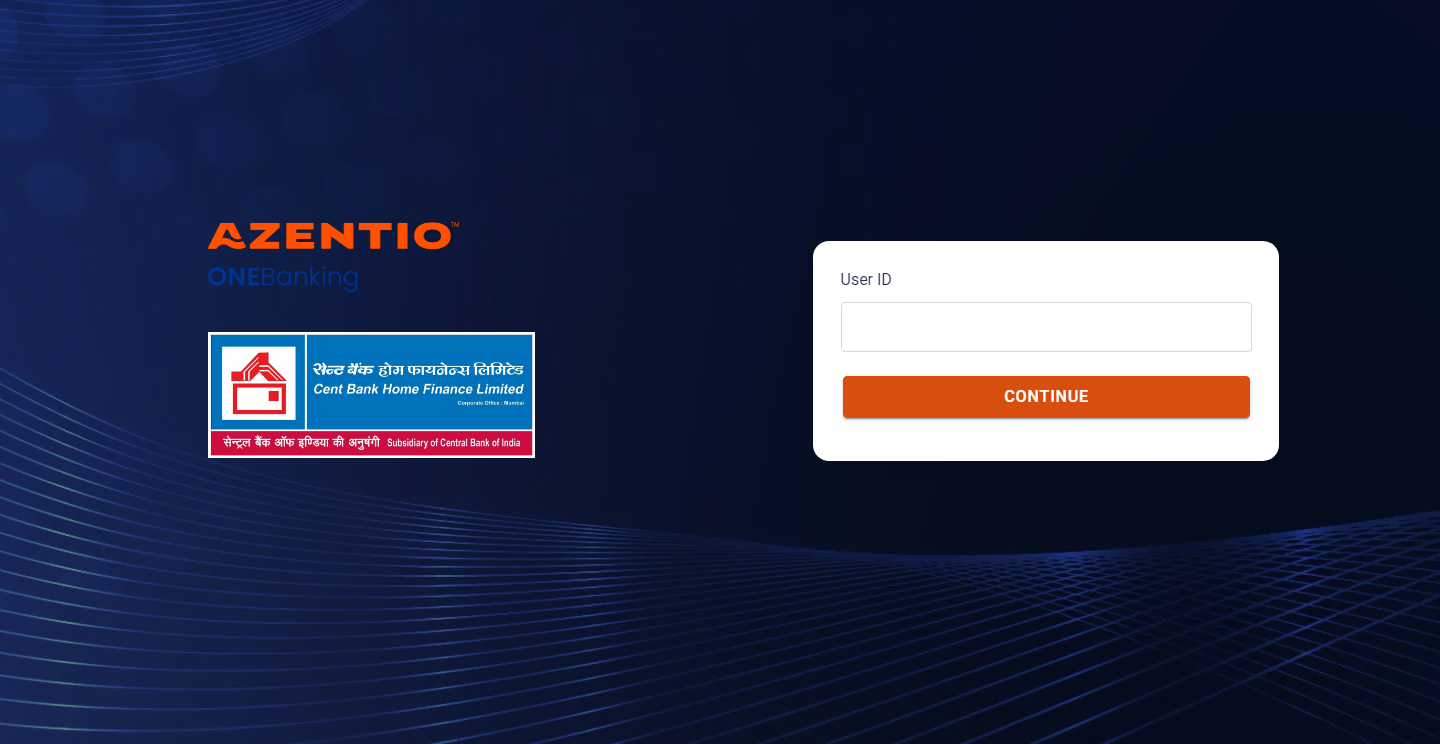 AZENTIO™
ONEBanking
सेन्ट बैंक होम फायनेन्स लिमिटेड
Cent Bank Home Finance Limited
Corporate Office : Mumbai
सेन्ट्रल बैंक ऑफ इण्डिया की अनुषंगी Subsidiary of Central Bank of India
User ID
CONTINUE